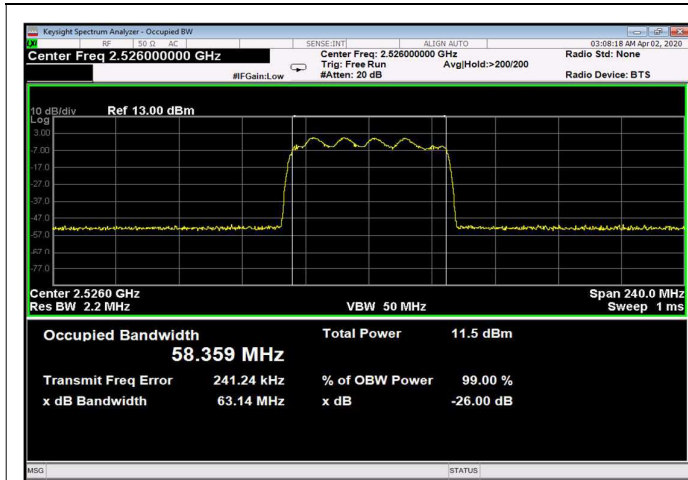 Keysight Spectrum Analyzer - Occupied BW
LXI RF 50 Ω AC SENSE:INT ALIGN AUTO 03:08:18 AM Apr 02, 2020
Center Freq 2.526000000 GHz Center Freq: 2.526000000 GHz Radio Std: None
Trig: Free Run Avg|Hold:>200/200
#IFGain:Low #Atten: 20 dB Radio Device: BTS
10 dB/div Ref 13.00 dBm
Log
3.00
-7.00
-17.0
-27.0
-37.0
-47.0
-57.0
-67.0
-77.0
Center 2.5260 GHz Span 240.0 MHz
Res BW 2.2 MHz VBW 50 MHz Sweep 1 ms
Occupied Bandwidth Total Power 11.5 dBm
58.359 MHz
Transmit Freq Error 241.24 kHz % of OBW Power 99.00 %
x dB Bandwidth 63.14 MHz x dB -26.00 dB
MSG STATUS